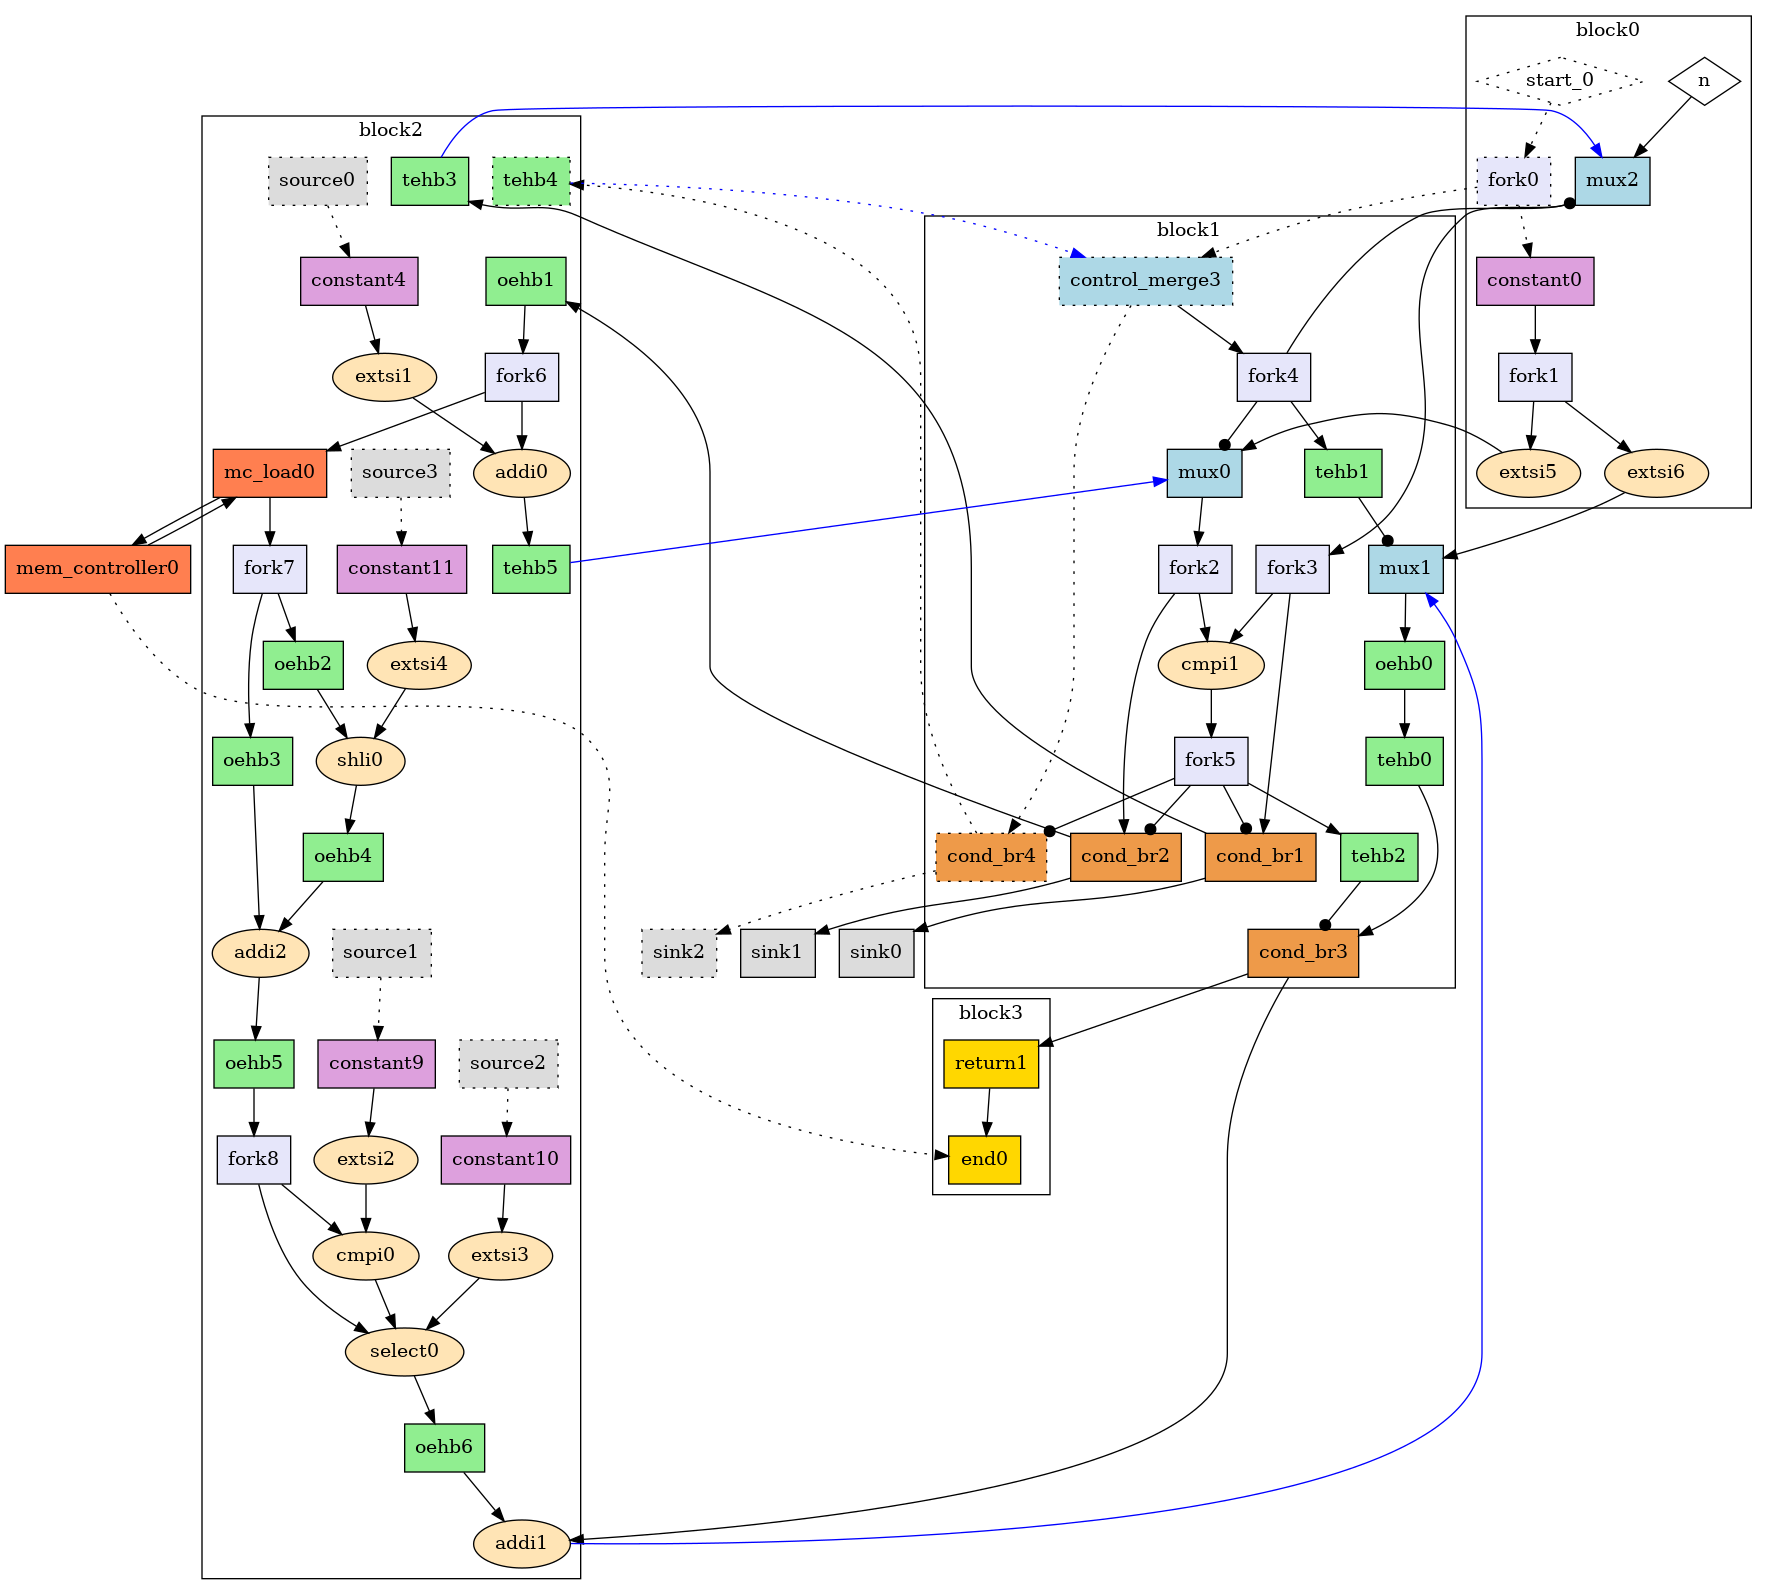 block0
start_0
n
block2
source0
tehb3
tehb4
fork0
mux2
block1
constant4
oehb1
control_merge3
constant0
extsi1
fork6
fork4
fork1
mc_load0
source3
addi0
mux0
tehb1
extsi5
extsi6
mem_controller0
fork7
constant11
tehb5
fork2
fork3
mux1
oehb2
extsi4
cmpi1
oehb0
oehb3
shli0
fork5
tehb0
oehb4
cond_br4
cond_br2
cond_br1
tehb2
addi2
source1
sink2
sink1
sink0
cond_br3
block3
oehb5
constant9
source2
return1
fork8
extsi2
constant10
end0
cmpi0
extsi3
select0
oehb6
addi1